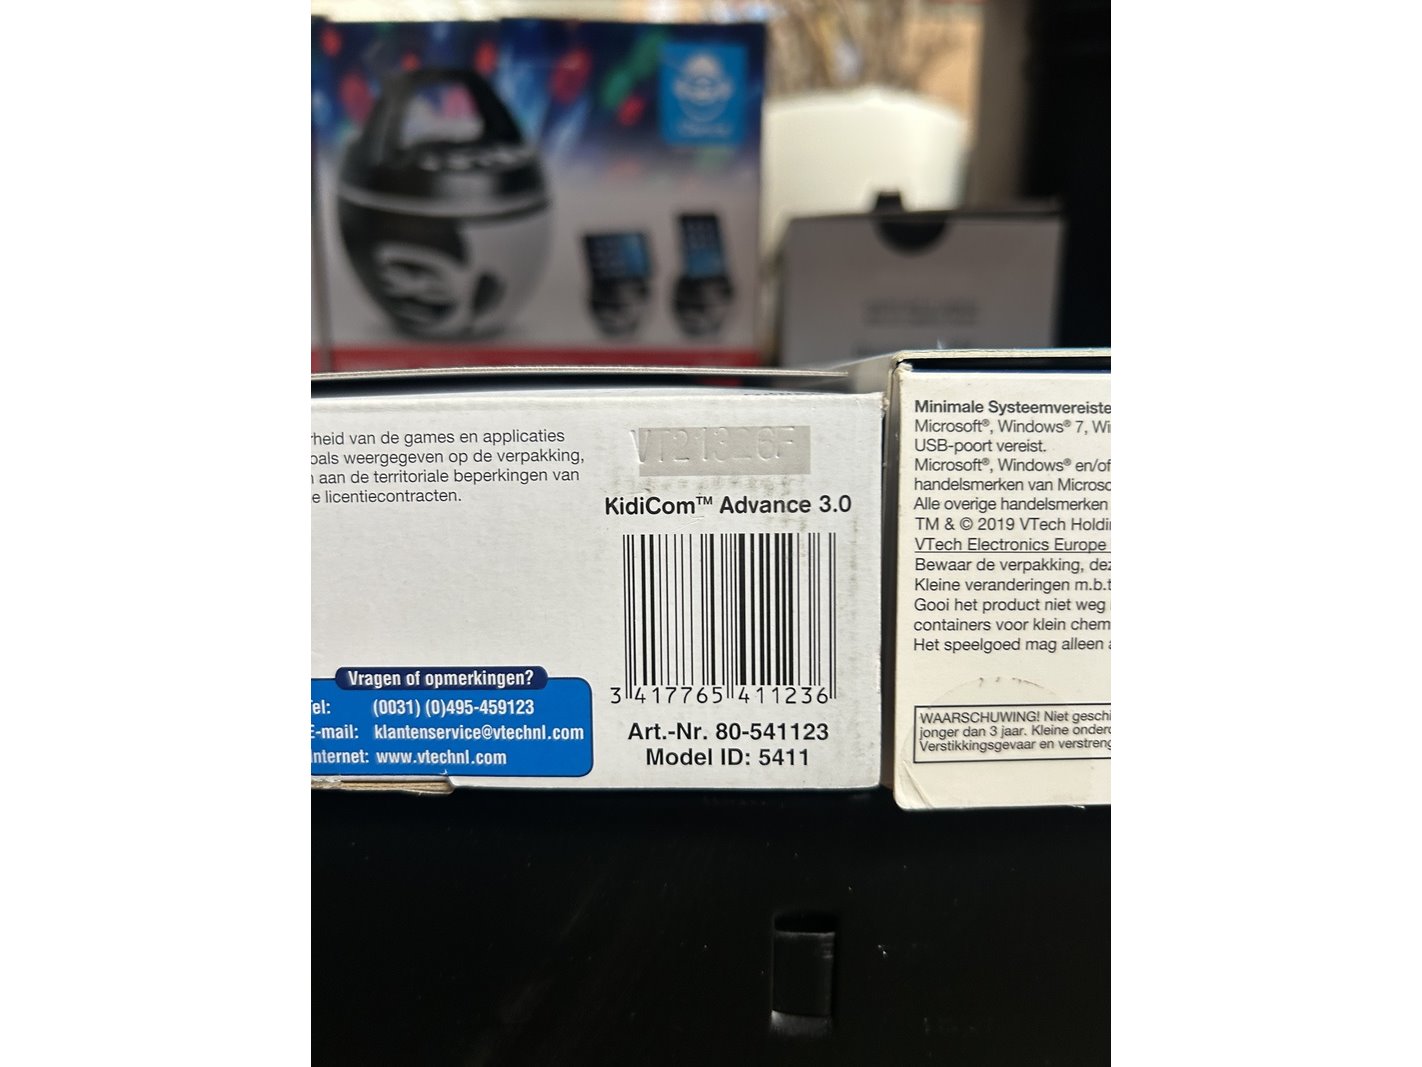 rheid van de games en applicaties
oals weergegeven op de verpakking,
n aan de territoriale beperkingen van
e licentiecontracten.
VT21326F
KidiCom™ Advance 3.0
3 417765 411236
Art.-Nr. 80-541123
Model ID: 5411
Vragen of opmerkingen?
Tel: (0031) (0)495-459123
E-mail: klantenservice@vtechnl.com
Internet: www.vtechnl.com
Minimale Systeemvereiste
Microsoft®, Windows® 7, Wi
USB-poort vereist.
Microsoft®, Windows® en/of
handelsmerken van Microso
Alle overige handelsmerken
TM & © 2019 VTech Holdi
VTech Electronics Europe
Bewaar de verpakking, dez
Kleine veranderingen m.b.t
Gooi het product niet weg
containers voor klein chem
Het speelgoed mag alleen a
WAARSCHUWING! Niet geschi
jonger dan 3 jaar. Kleine onderd
Verstikkingsgevaar en verstreng